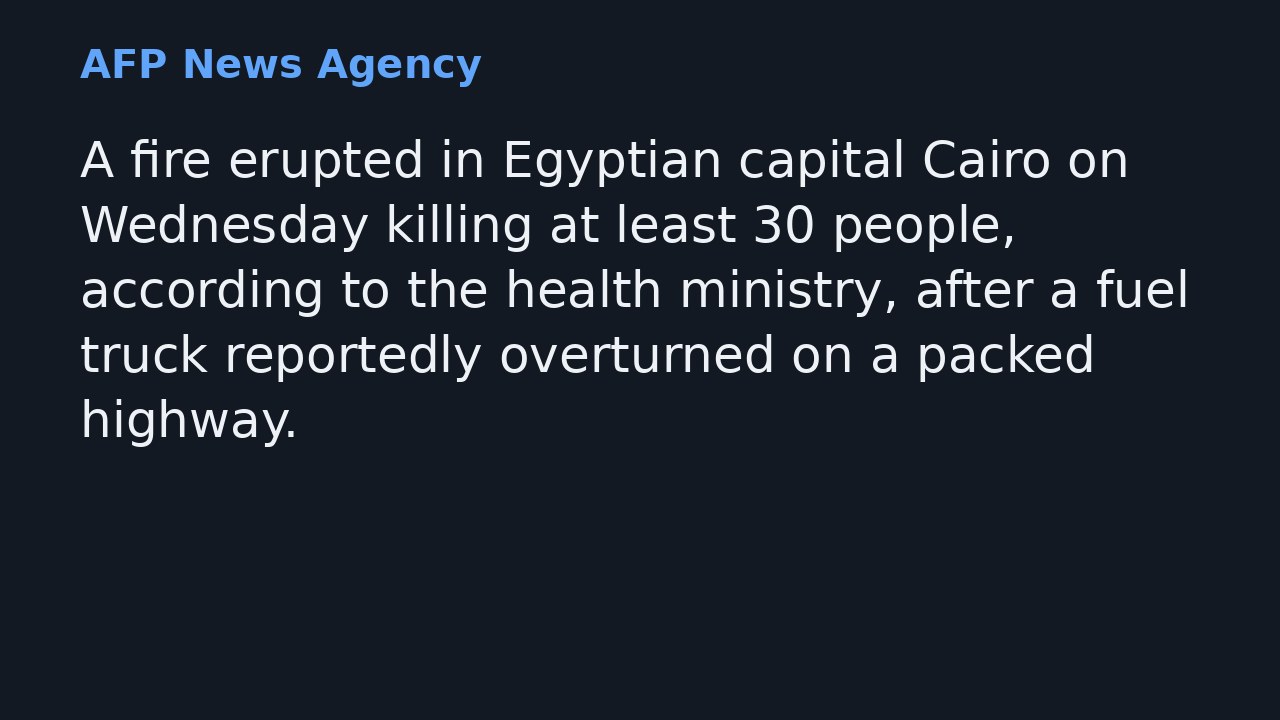 AFP News Agency
A fire erupted in Egyptian capital Cairo on
Wednesday killing at least 30 people,
according to the health ministry, after a fuel
truck reportedly overturned on a packed
highway.